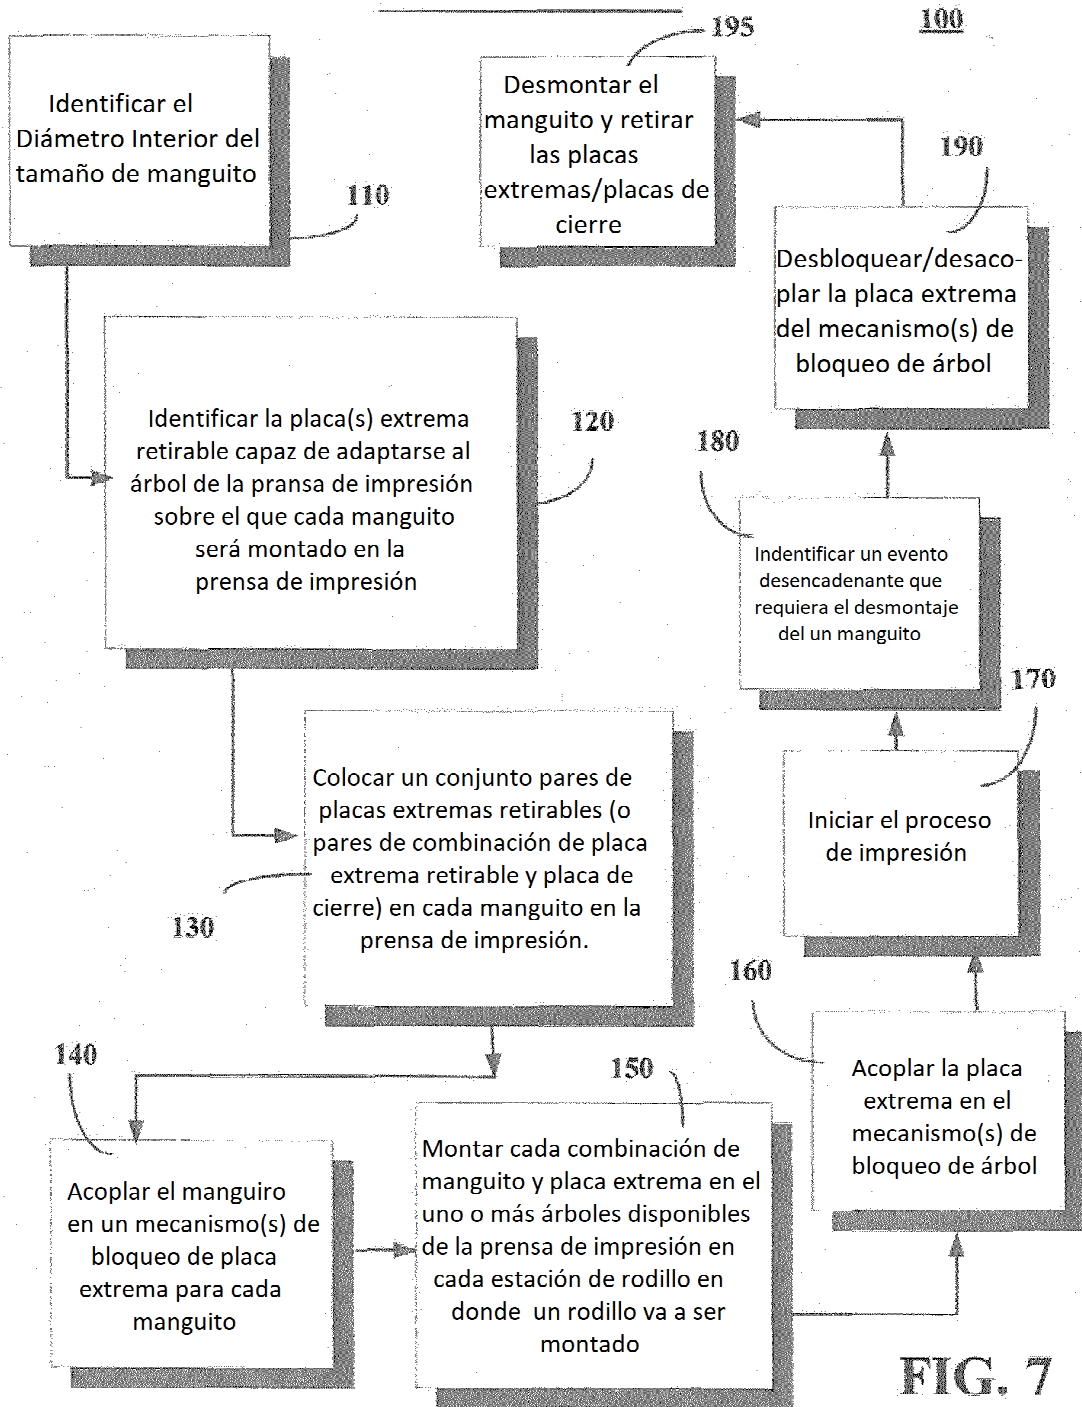 100
Identificar el
Diámetro Interior del
tamaño de manguito
110
Identificar la placa(s) extrema
retirable capaz de adaptarse al
árbol de la pransa de impresión
sobre el que cada manguito
será montado en la
prensa de impresión
120
Colocar un conjunto pares de
placas extremas retirables (o
pares de combinación de placa
extrema retirable y placa de
cierre) en cada manguito en la
prensa de impresión.
130
140
Acoplar el manguiro
en un mecanismo(s) de
bloqueo de placa
extrema para cada
manguito
150
Montar cada combinación de
manguito y placa extrema en el
uno o más árboles disponibles
de la prensa de impresión en
cada estación de rodillo en
donde un rodillo va a ser
montado
160
Acoplar la placa
extrema en el
mecanismo(s) de
bloqueo de árbol
170
Iniciar el proceso
de impresión
180
Indentificar un evento
desencadenante que
requiera el desmontaje
del un manguito
190
Desbloquear/desaco-
plar la placa extrema
del mecanismo(s) de
bloqueo de árbol
195
Desmontar el
manguito y retirar
las placas
extremas/placas de
cierre
FIG. 7